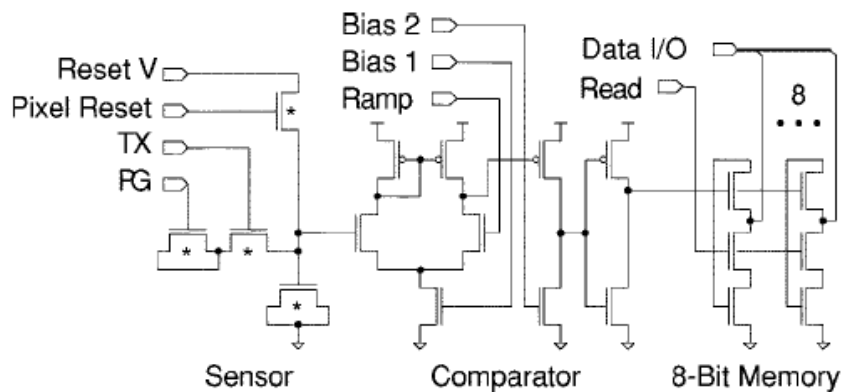 Bias 2
Data I/O
Reset V
Bias 1
Read
8
Pixel Reset
Ramp
TX
PG
*
*
*
*
Sensor
Comparator
8-Bit Memory